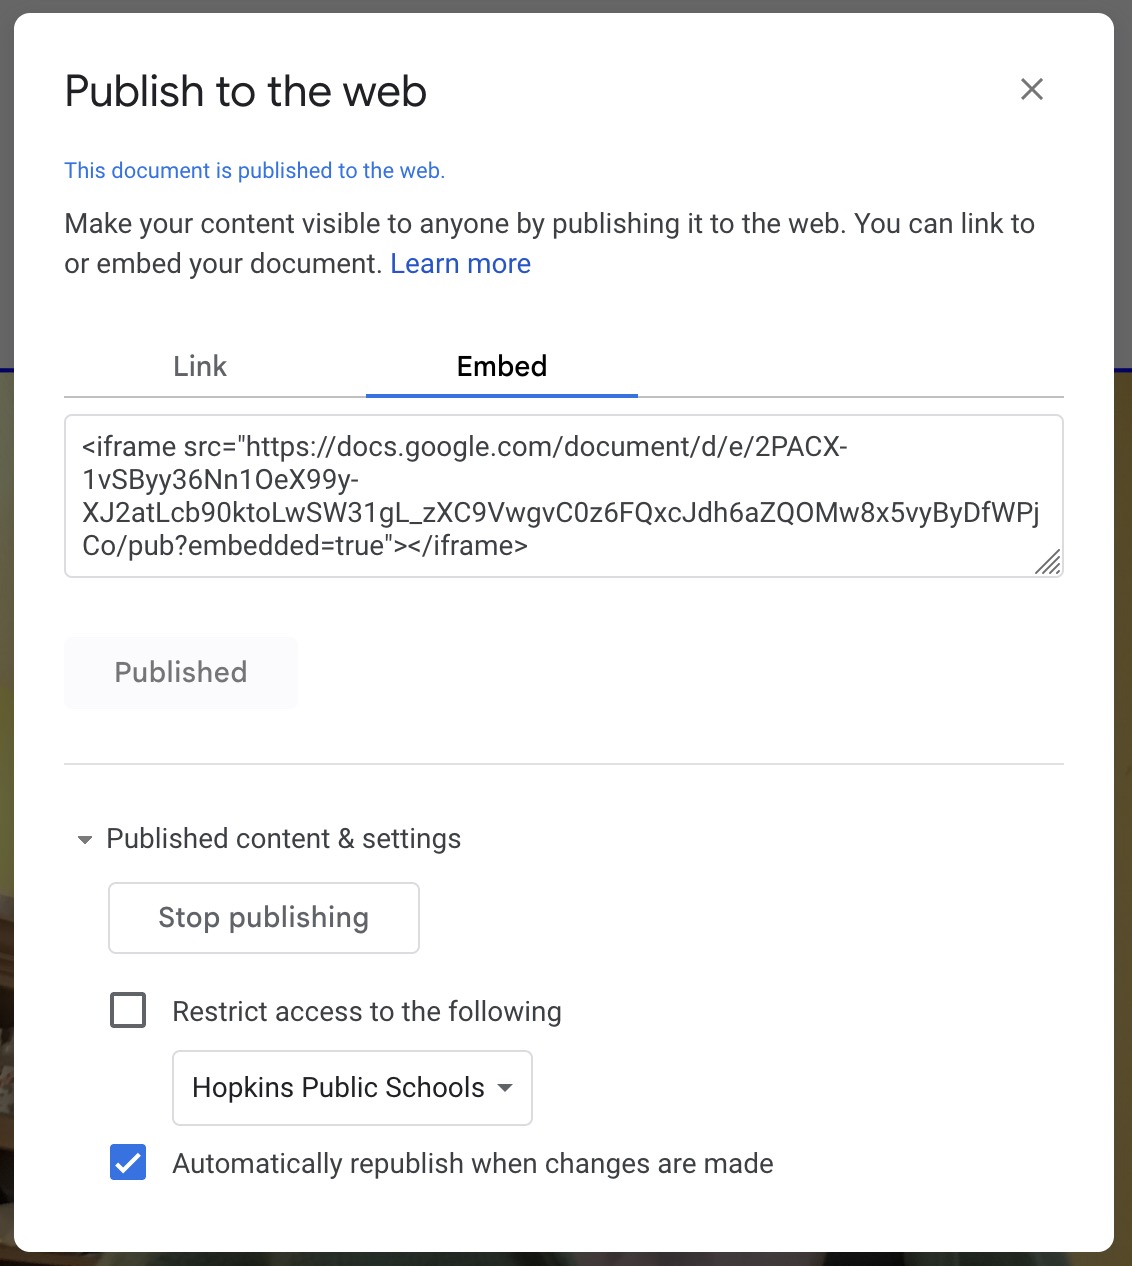 Publish to the web
This document is published to the web.
Make your content visible to anyone by publishing it to the web. You can link to
or embed your document. Learn more
Link
Embed
<iframe src="https://docs.google.com/document/d/e/2PACX-
1vSByy36Nn1OeX99y-
XJ2atLcb90ktoLwSW31gL_zXC9VwgvC0z6FQxcJdh6aZQOMw8x5vyByDfWPj
Co/pub?embedded=true"></iframe>
Published
Published content & settings
Stop publishing
Restrict access to the following
Hopkins Public Schools
Automatically republish when changes are made